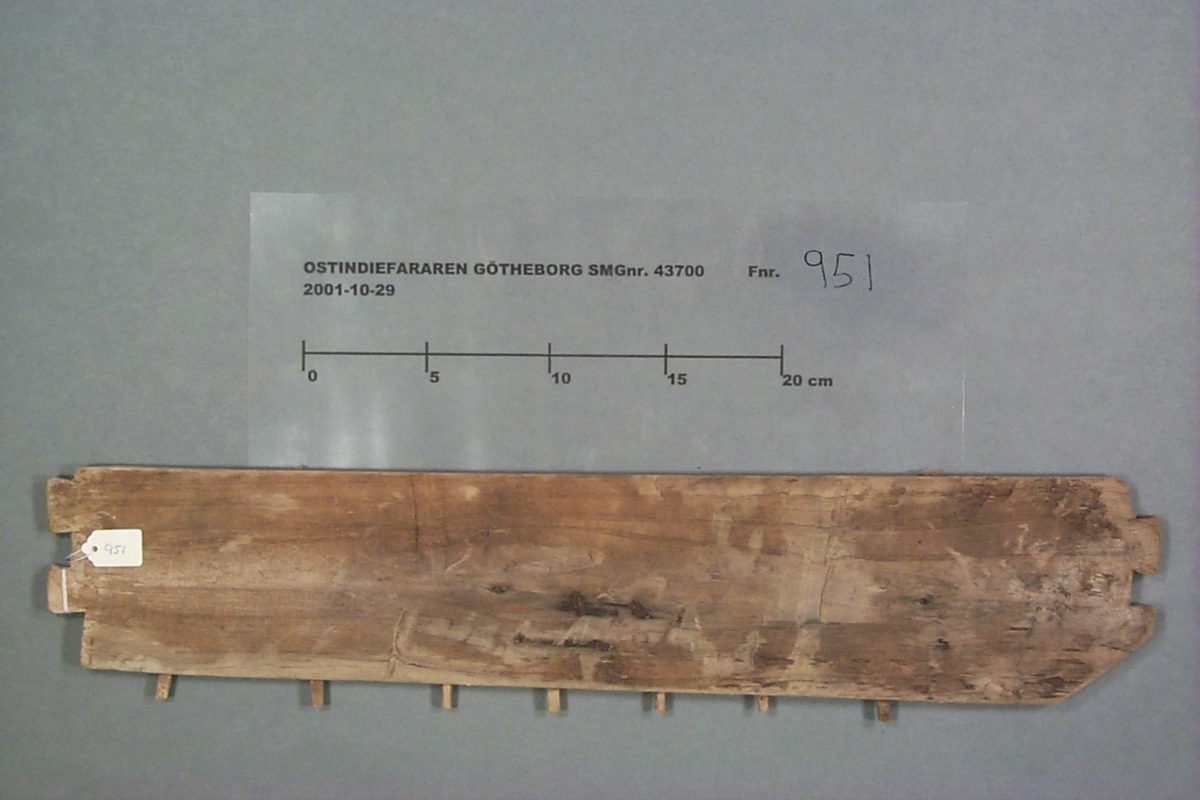 OSTINDIEFARAREN GÖTHEBORG SMGnr. 43700 Fnr. 951
2001-10-29
0 5 10 15 20 cm
951